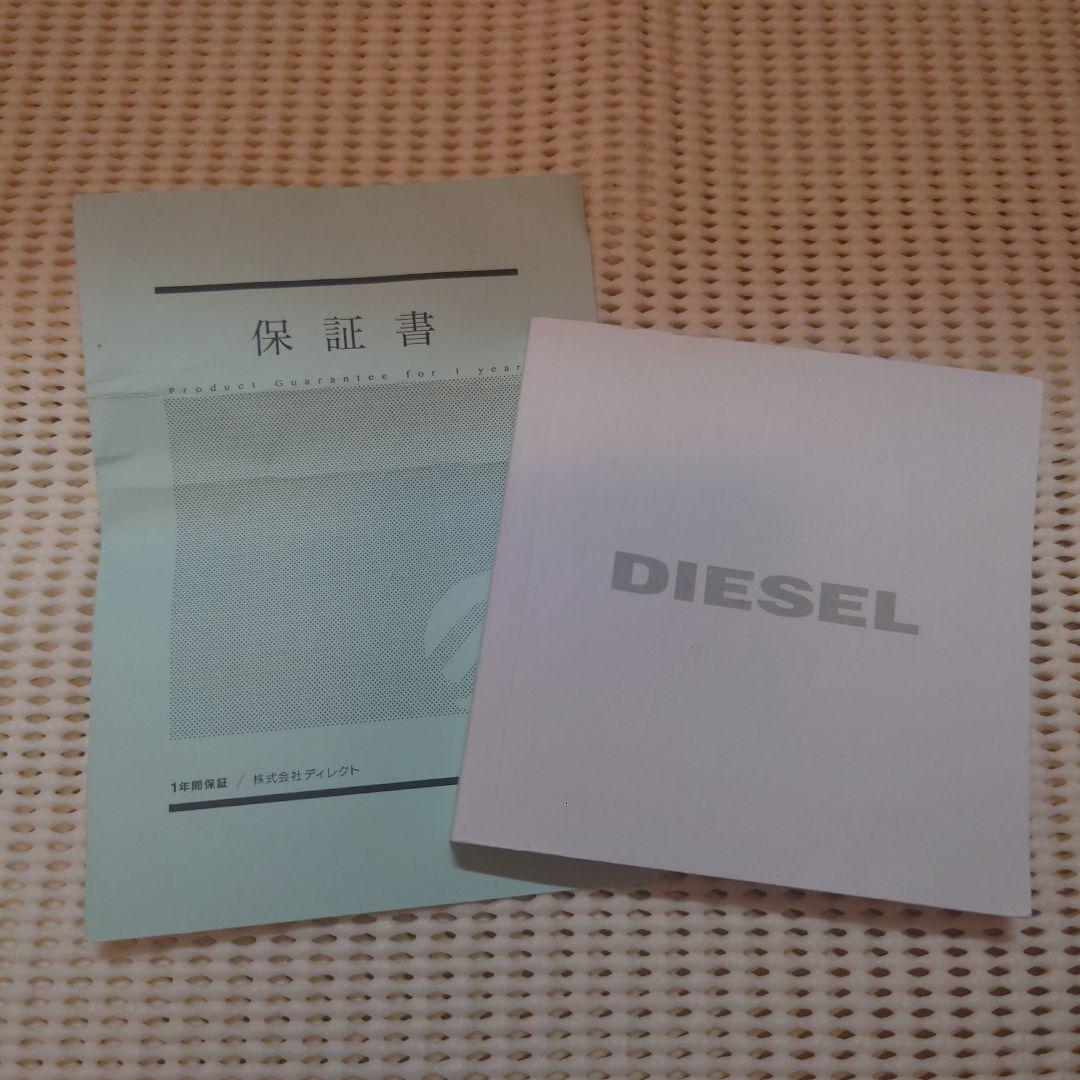 保証書
Product Guarantee for 1 year
1年間保証 / 株式会社ディレクト
DIESEL